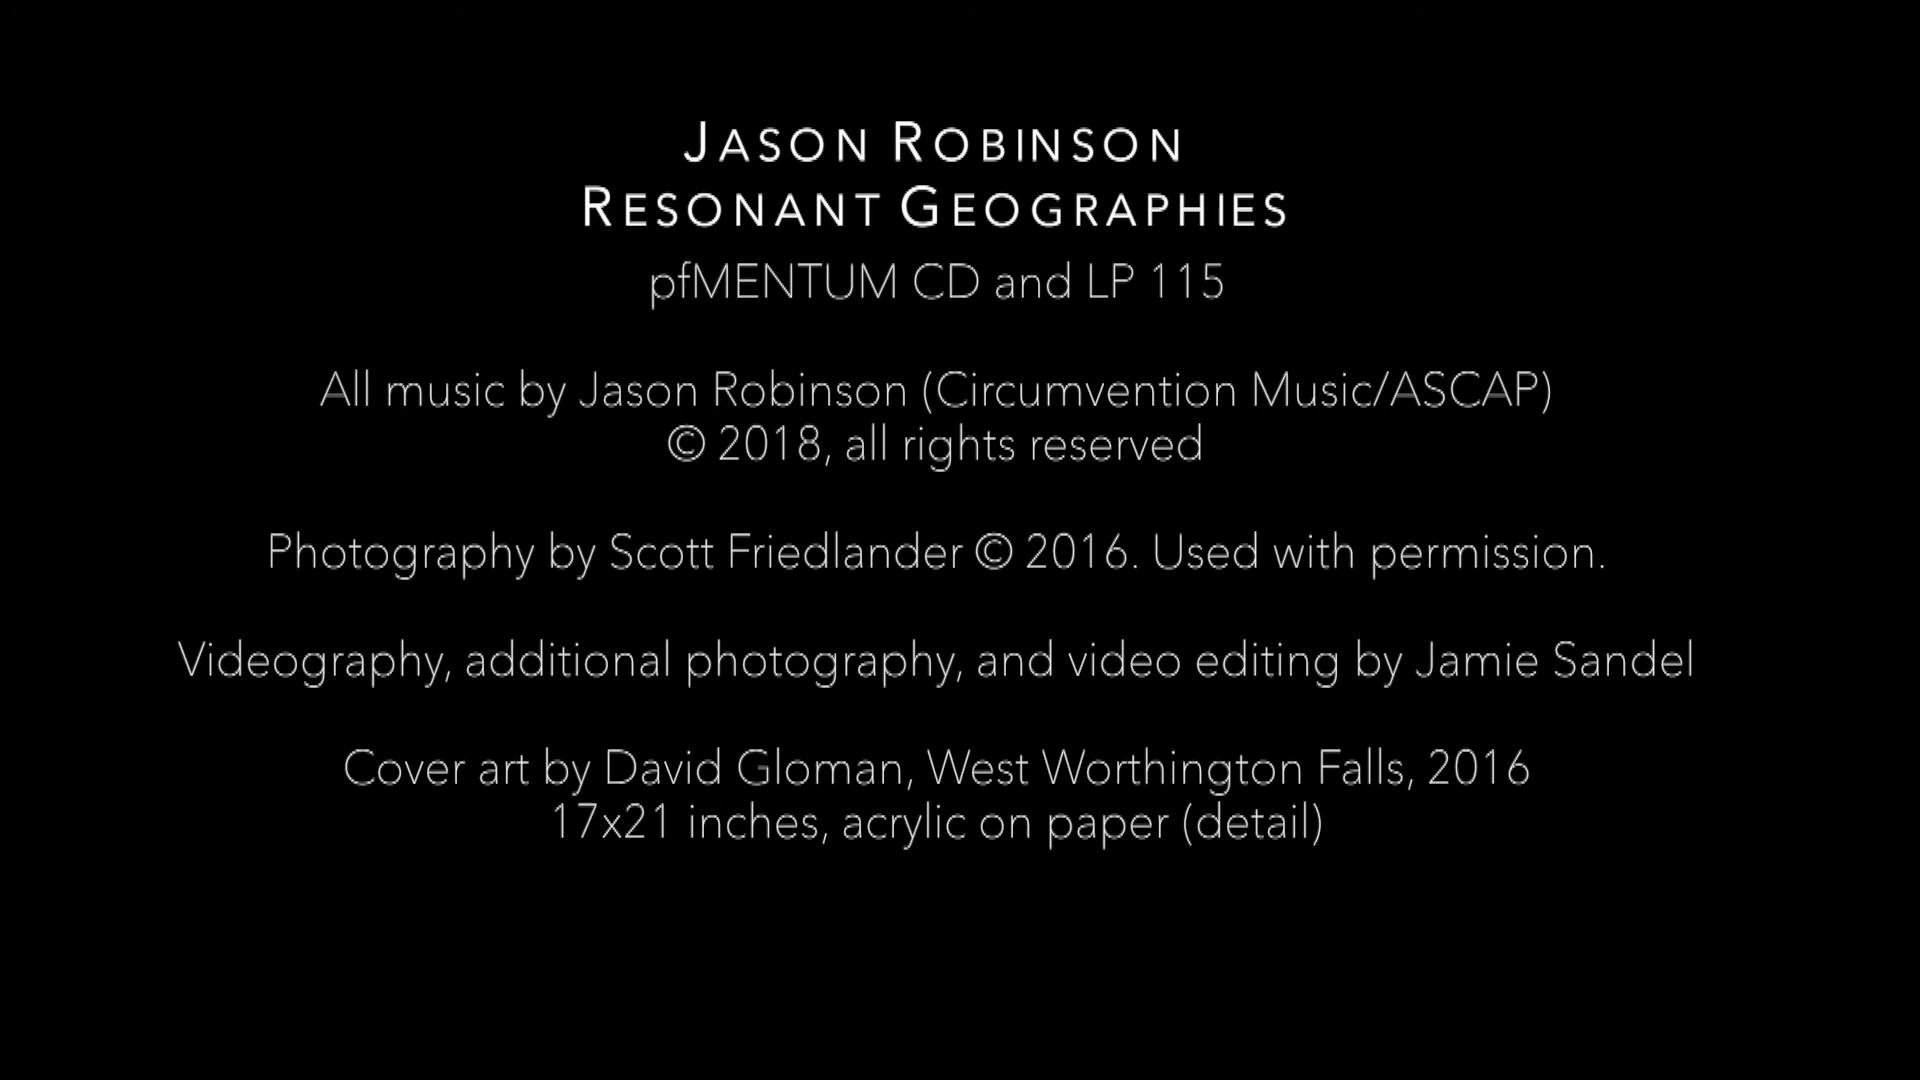 JASON ROBINSON
RESONANT GEOGRAPHIES
pfMENTUM CD and LP 115
All music by Jason Robinson (Circumvention Music/ASCAP)
© 2018, all rights reserved
Photography by Scott Friedlander © 2016. Used with permission.
Videography, additional photography, and video editing by Jamie Sandel
Cover art by David Gloman, West Worthington Falls, 2016
17x21 inches, acrylic on paper (detail)